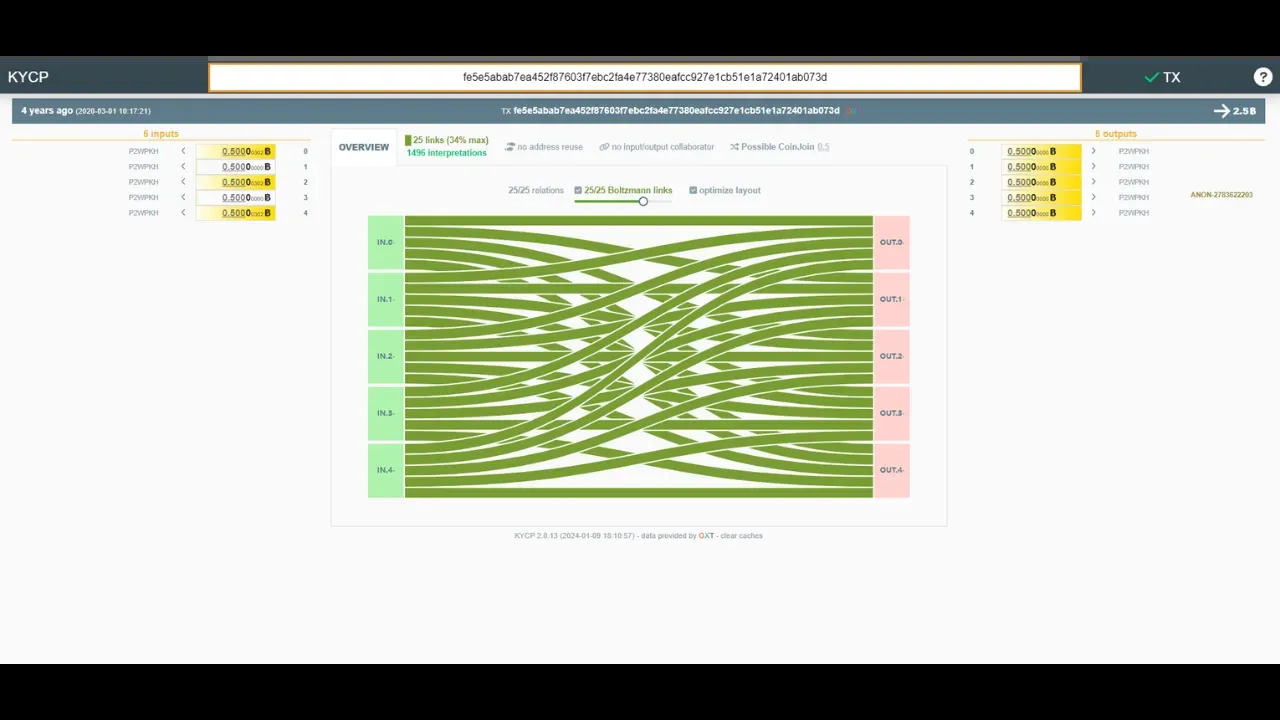 KYCP
fe5e5abab7ea452f87603f7ebc2fa4e77380eafcc927e1cb51e1a72401ab073d
TX
?
4 years ago (2020-03-01 10:17:21)
TX fe5e5abab7ea452f87603f7ebc2fa4e77380eafcc927e1cb51e1a72401ab073d
2.5 B
5 inputs
P2WPKH < 0.50000302 B 0
P2WPKH < 0.50000000 B 1
P2WPKH < 0.50000302 B 2
P2WPKH < 0.50000000 B 3
P2WPKH < 0.50000302 B 4
OVERVIEW
25 links (34% max)
1496 interpretations
no address reuse
no input/output collaborator
Possible CoinJoin 0.5
25/25 relations
25/25 Boltzmann links
optimize layout
IN.0-
IN.1-
IN.2-
IN.3-
IN.4-
OUT.0-
OUT.1-
OUT.2-
OUT.3-
OUT.4-
5 outputs
0 0.50000000 B > P2WPKH
1 0.50000000 B > P2WPKH
2 0.50000000 B > P2WPKH
3 0.50000000 B > P2WPKH
4 0.50000000 B > P2WPKH
ANON-2783622203
KYCP 2.8.13 (2024-01-09 18:10:57) - data provided by OXT - clear caches